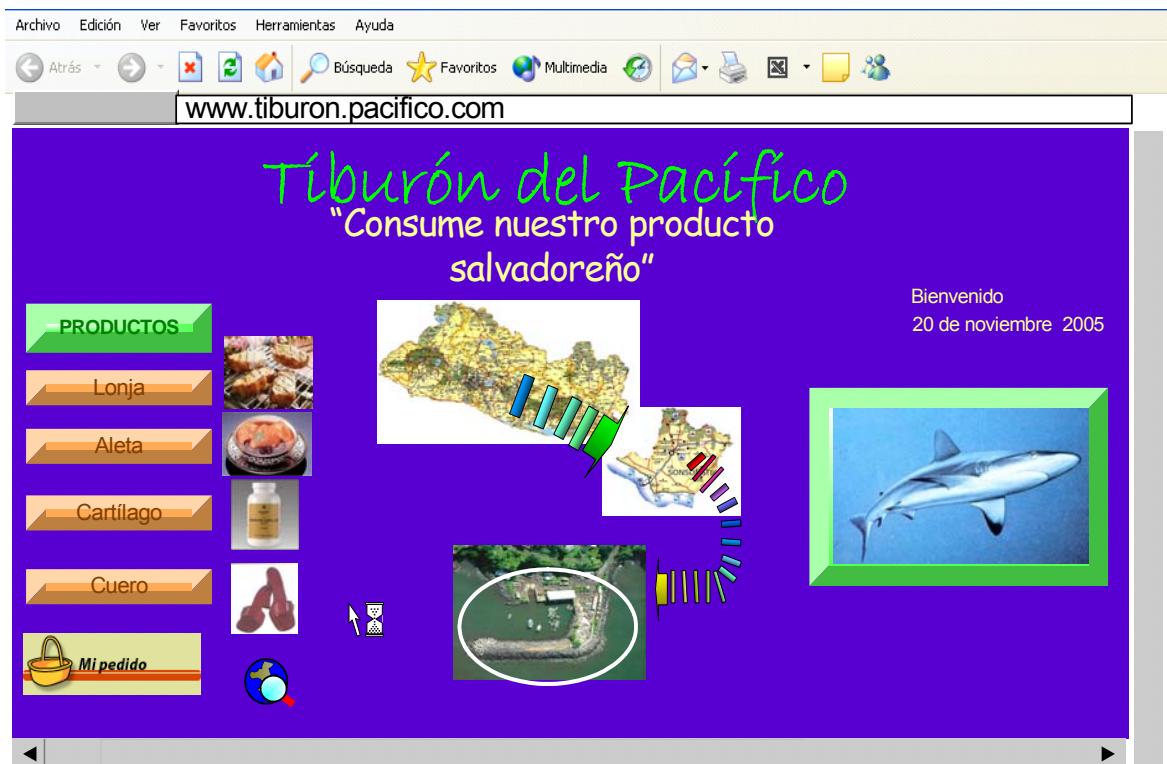 Archivo Edición Ver Favoritos Herramientas Ayuda
Atrás Búsqueda Favoritos Multimedia
www.tiburon.pacifico.com
Tiburón del Pacífico
“Consume nuestro producto
salvadoreño”
Bienvenido
20 de noviembre 2005
PRODUCTOS
Lonja
Aleta
Cartílago
Cuero
Mi pedido